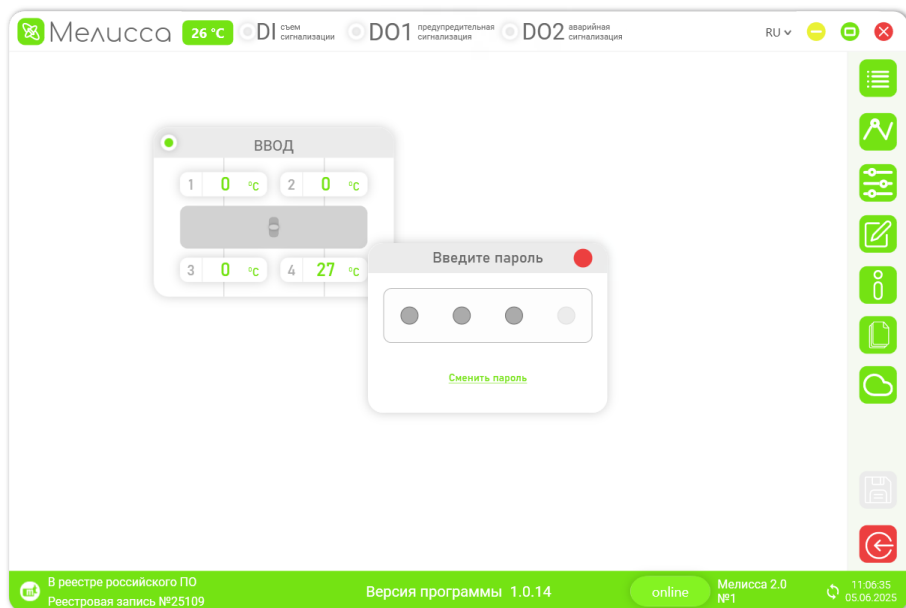 Мелисса 26 °C DI съем сигнализации DO1 предупредительная сигнализация DO2 аварийная сигнализация RU
ВВОД
1 0 °C 2 0 °C
3 0 °C 4 27 °C
Введите пароль
Сменить пароль
В реестре российского ПО
Реестровая запись №25109
Версия программы 1.0.14
online
Мелисса 2.0
№1
11:06:35
05.06.2025